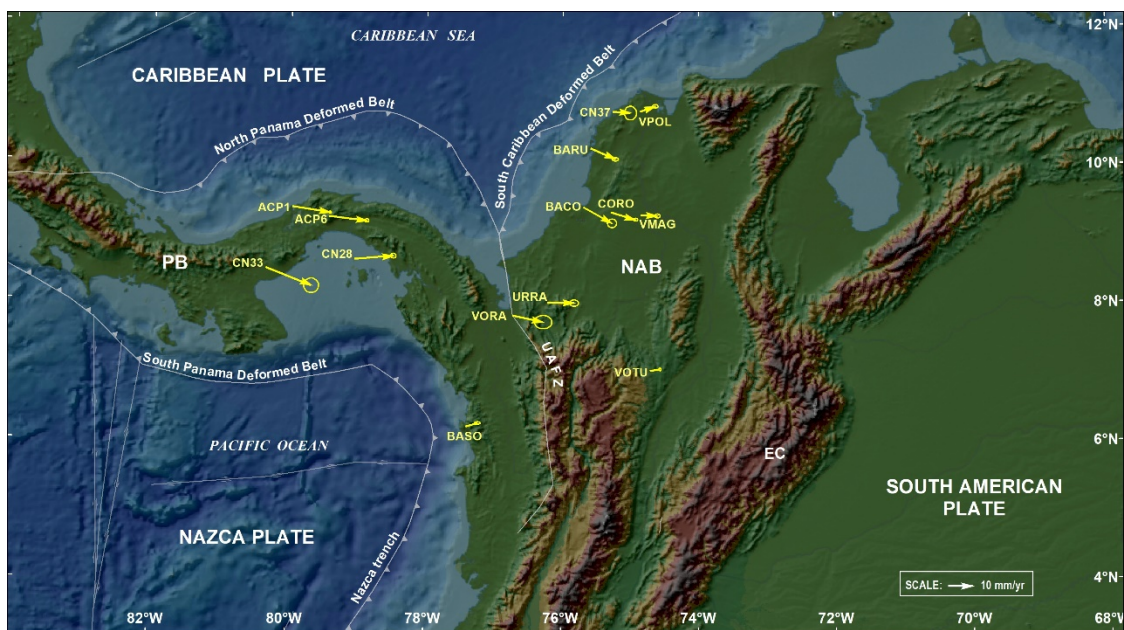 12°N
CARIBBEAN SEA
CARIBBEAN PLATE
North Panama Deformed Belt
South Caribbean Deformed Belt
CN37
VPOL
BARU
10°N
ACP1
ACP6
BACO
CORO
VMAG
PB
CN33
CN28
NAB
URRA
8°N
VORA
UAFZ
South Panama Deformed Belt
VOTU
BASO
PACIFIC OCEAN
6°N
EC
SOUTH AMERICAN
PLATE
NAZCA PLATE
Nazca trench
SCALE: 10 mm/yr
4°N
82°W 80°W 78°W 76°W 74°W 72°W 70°W 68°W